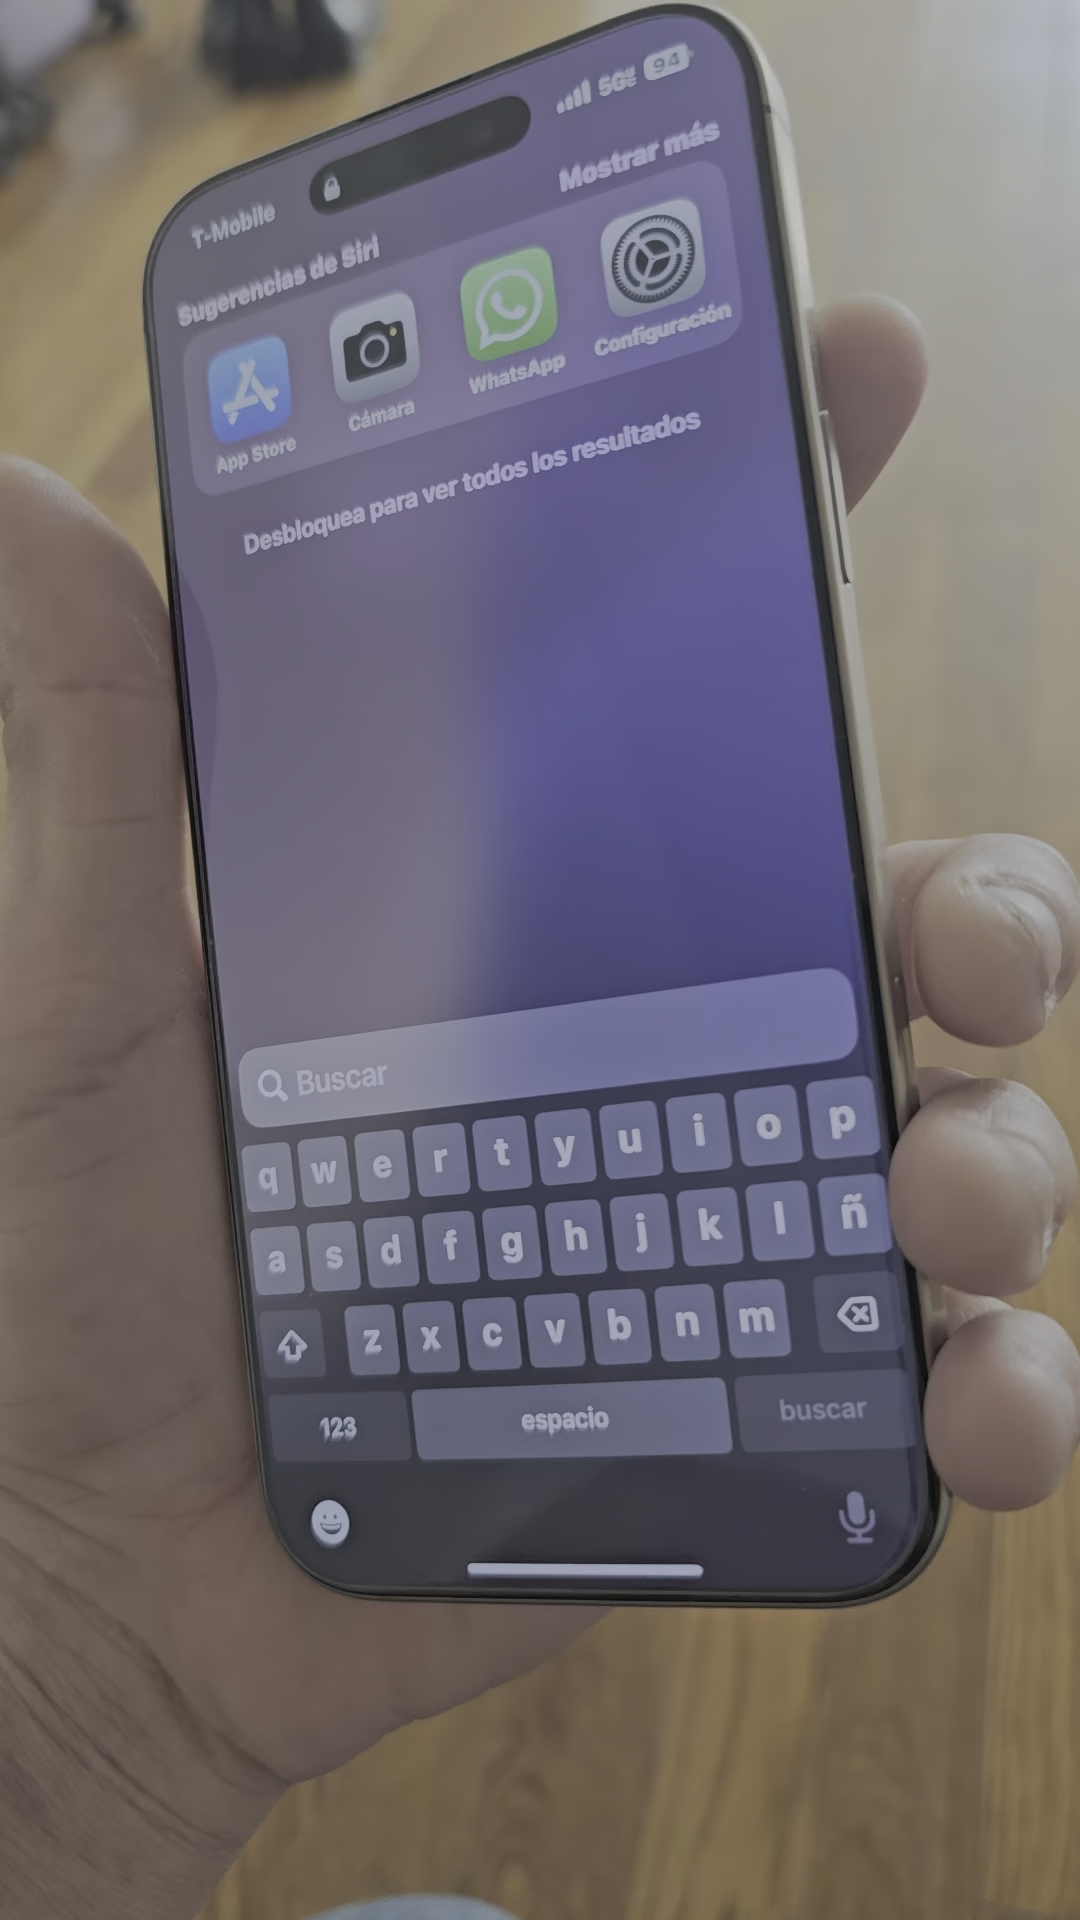 T-Mobile
5G
94
Sugerencias de Siri
Mostrar más
App Store
Cámara
WhatsApp
Configuración
Desbloquea para ver todos los resultados
Buscar
q w e r t y u i o p
a s d f g h j k l ñ
z x c v b n m
123 espacio buscar